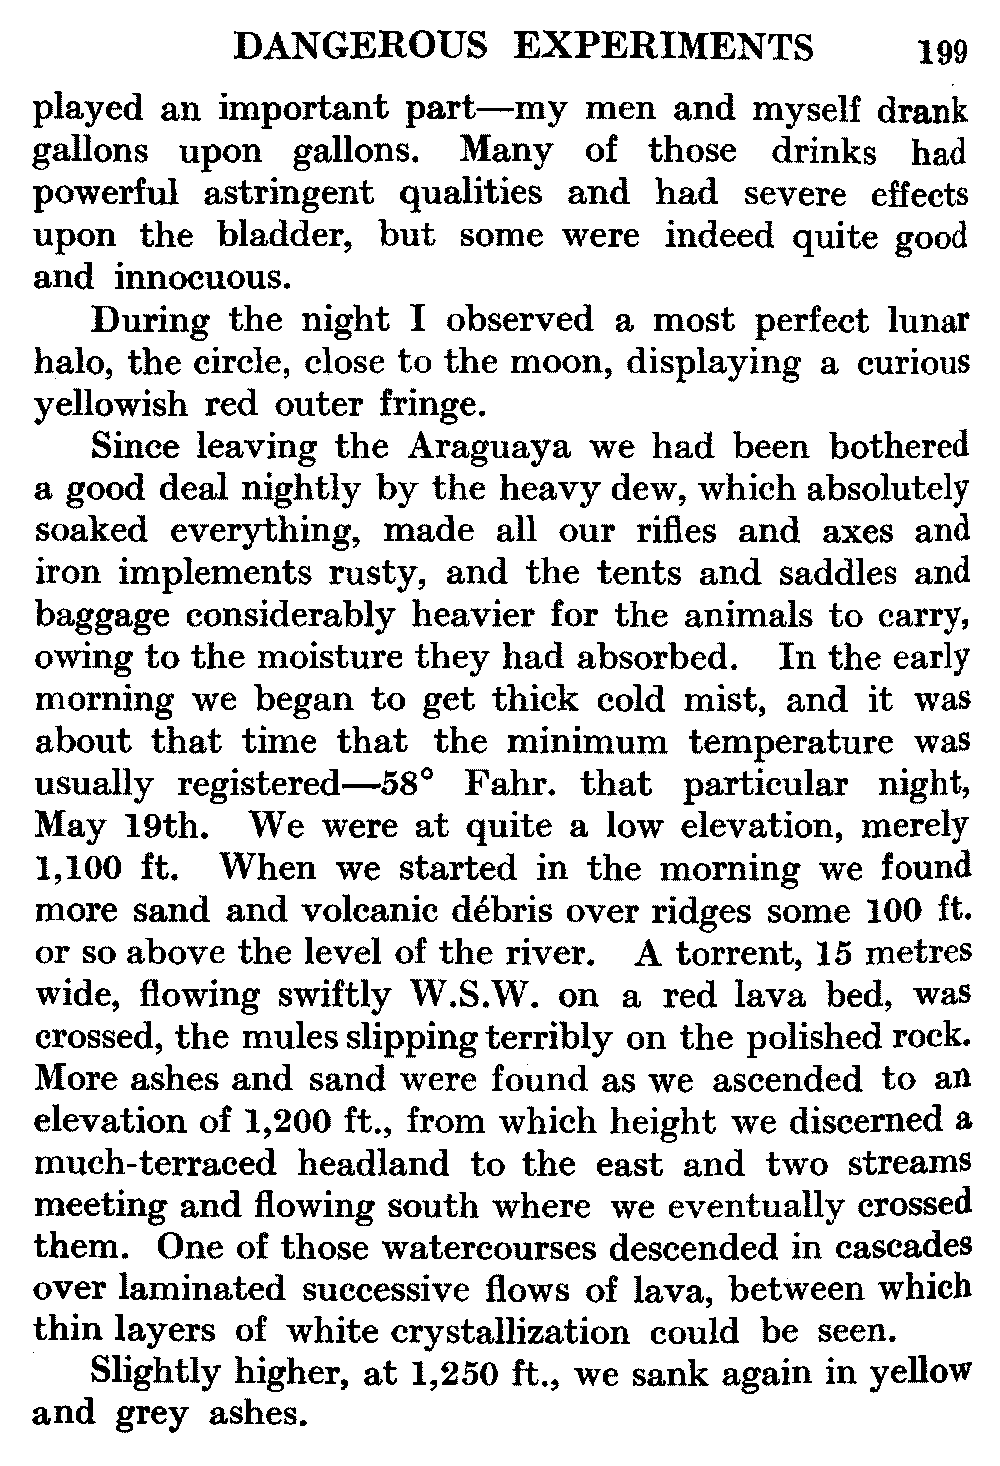 DANGEROUS EXPERIMENTS 199
played an important part—my men and myself drank
gallons upon gallons. Many of those drinks had
powerful astringent qualities and had severe effects
upon the bladder, but some were indeed quite good
and innocuous.
During the night I observed a most perfect lunar
halo, the circle, close to the moon, displaying a curious
yellowish red outer fringe.
Since leaving the Araguaya we had been bothered
a good deal nightly by the heavy dew, which absolutely
soaked everything, made all our rifles and axes and
iron implements rusty, and the tents and saddles and
baggage considerably heavier for the animals to carry,
owing to the moisture they had absorbed. In the early
morning we began to get thick cold mist, and it was
about that time that the minimum temperature was
usually registered—58° Fahr. that particular night,
May 19th. We were at quite a low elevation, merely
1,100 ft. When we started in the morning we found
more sand and volcanic débris over ridges some 100 ft.
or so above the level of the river. A torrent, 15 metres
wide, flowing swiftly W.S.W. on a red lava bed, was
crossed, the mules slipping terribly on the polished rock.
More ashes and sand were found as we ascended to an
elevation of 1,200 ft., from which height we discerned a
much-terraced headland to the east and two streams
meeting and flowing south where we eventually crossed
them. One of those watercourses descended in cascades
over laminated successive flows of lava, between which
thin layers of white crystallization could be seen.
Slightly higher, at 1,250 ft., we sank again in yellow
and grey ashes.